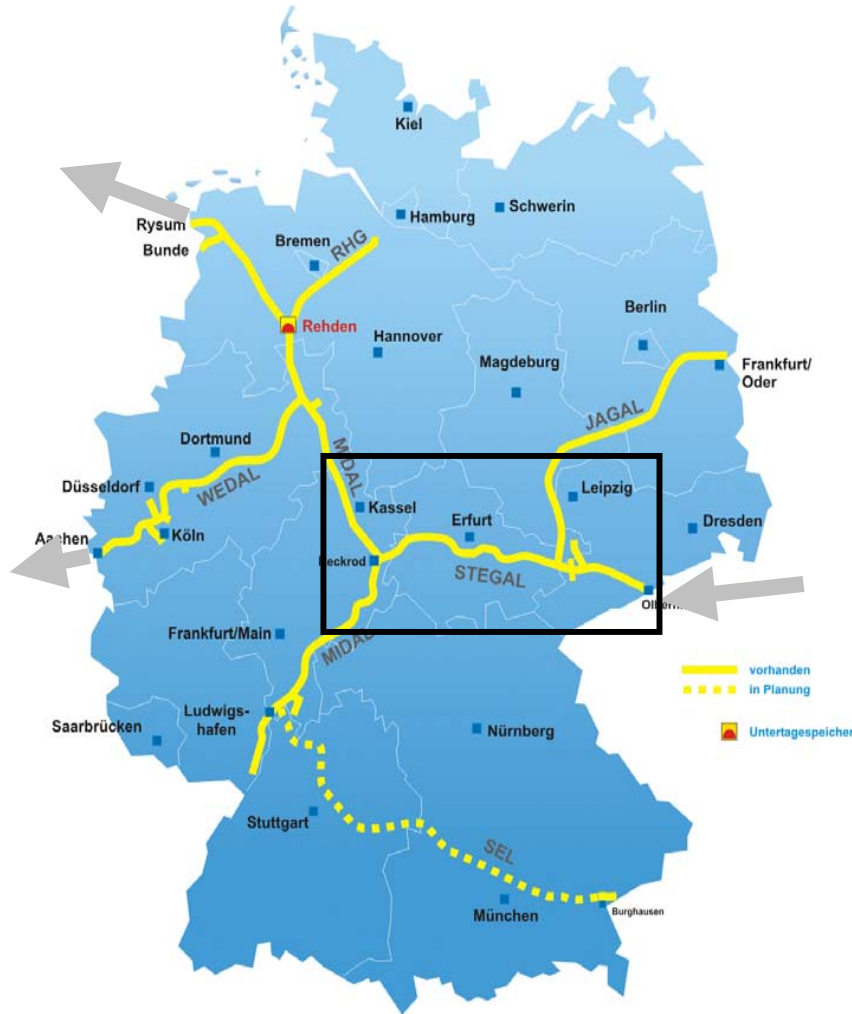 Kiel
Schwerin
Hamburg
Rysum
Bunde
Bremen
RHG
Rehden
Hannover
Berlin
Magdeburg
Frankfurt/
Oder
JAGAL
Dortmund
MIDAL
WEDAL
Düsseldorf
Kassel
Leipzig
Erfurt
Dresden
Aachen
Köln
STEGAL
Frankfurt/Main
MIDAL
vorhanden
in Planung
Ludwigs-
hafen
Saarbrücken
Nürnberg
Untertagespeicher
Stuttgart
SEL
München
Burghausen